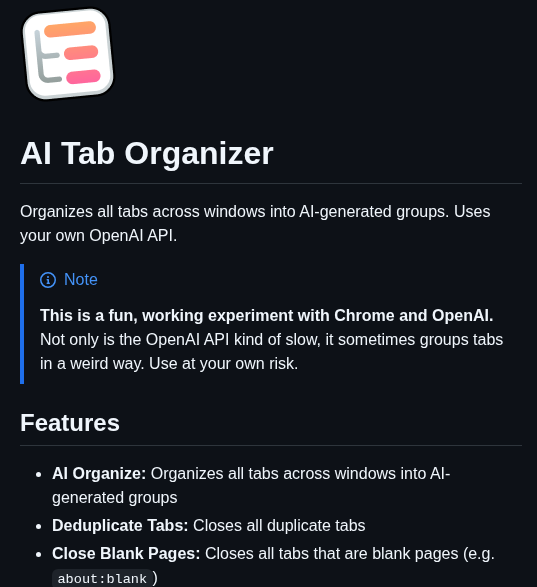 AI Tab Organizer
Organizes all tabs across windows into AI-generated groups. Uses
your own OpenAI API.
Note
This is a fun, working experiment with Chrome and OpenAI.
Not only is the OpenAI API kind of slow, it sometimes groups tabs
in a weird way. Use at your own risk.
Features
• AI Organize: Organizes all tabs across windows into AI-
generated groups
• Deduplicate Tabs: Closes all duplicate tabs
• Close Blank Pages: Closes all tabs that are blank pages (e.g.
about:blank )